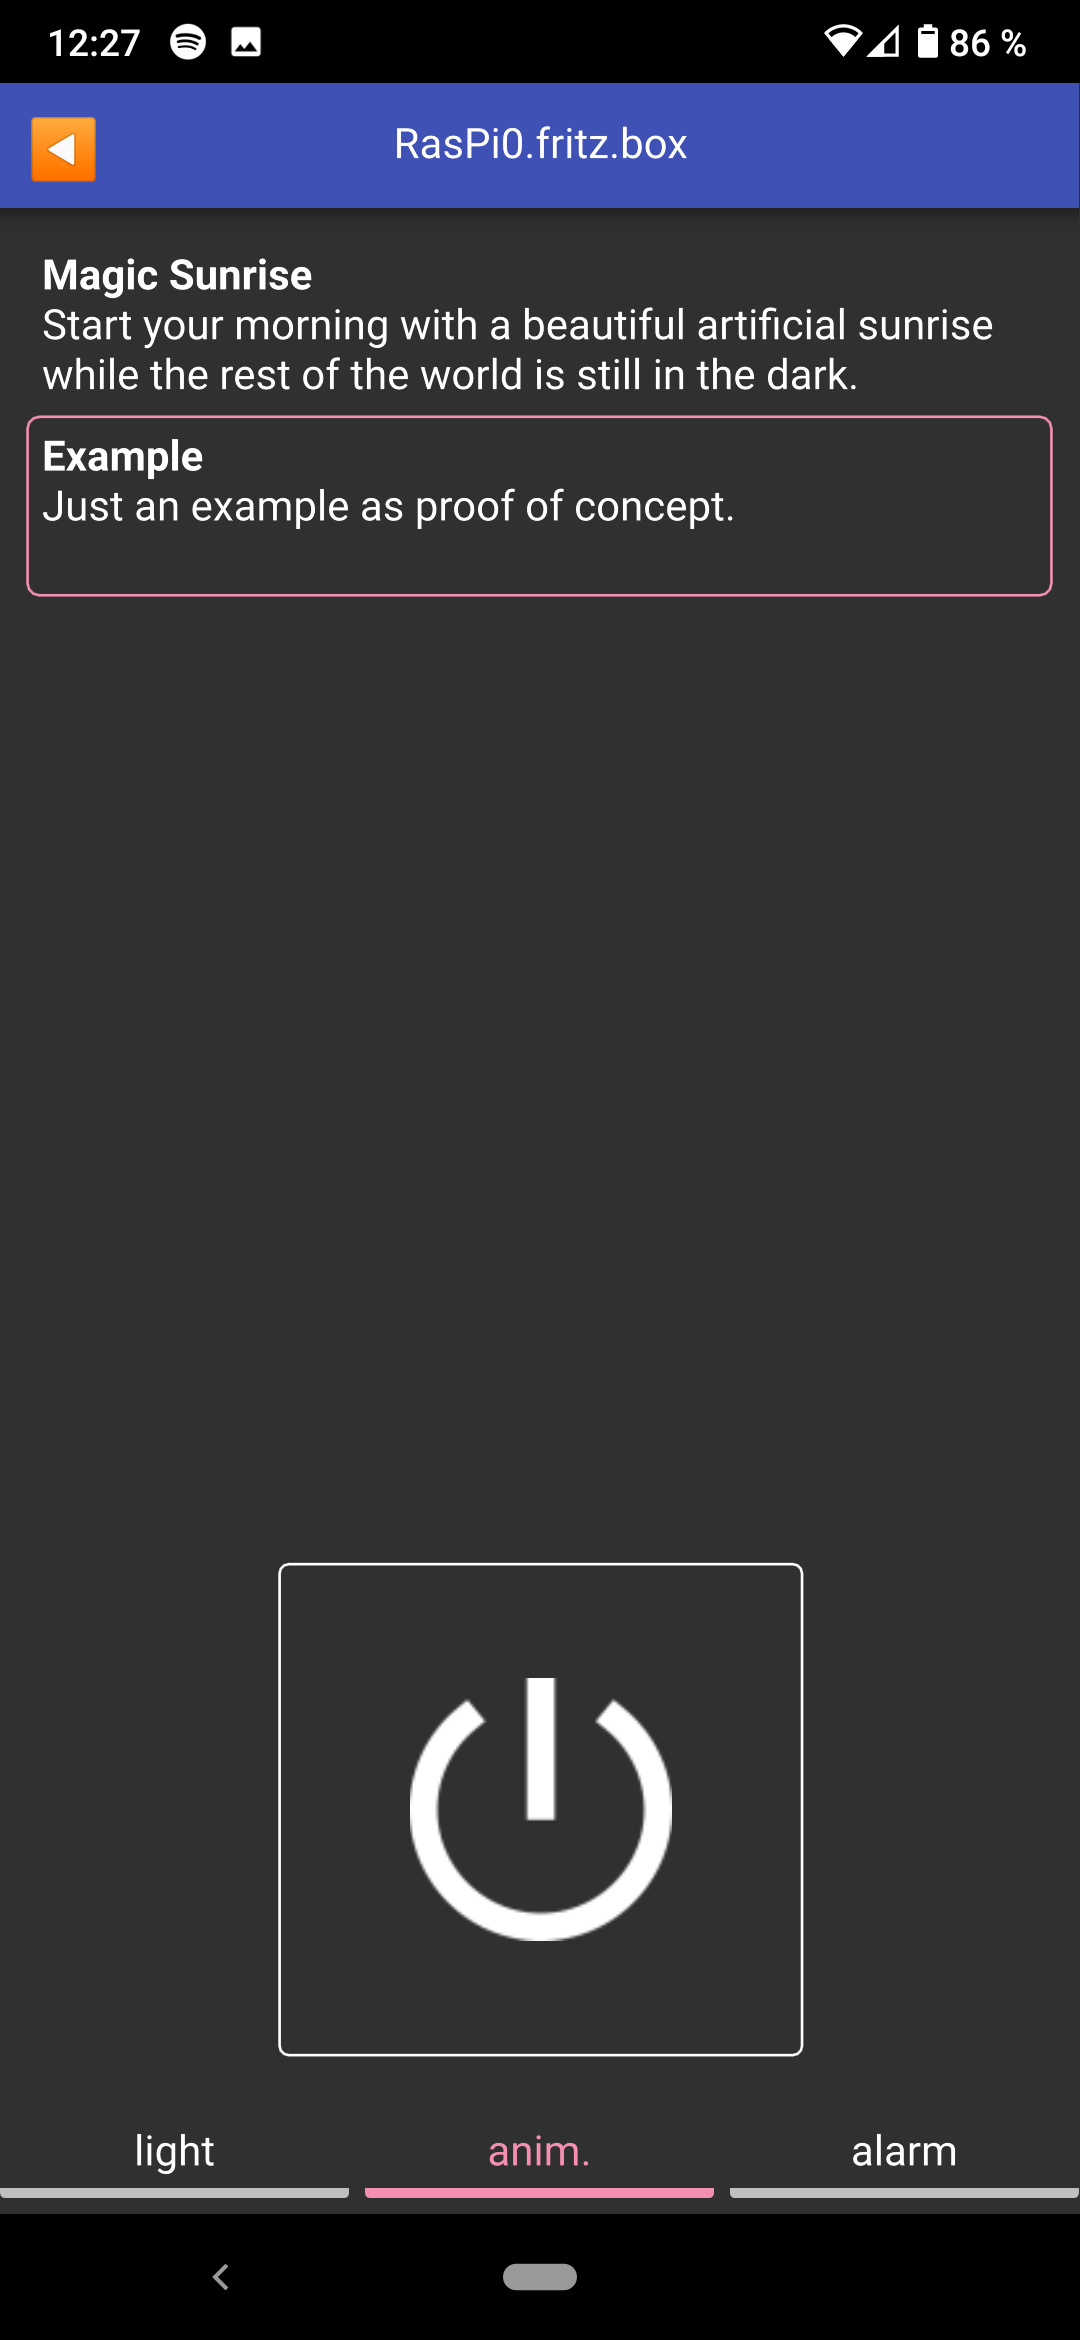 12:27 86 %
RasPi0.fritz.box
Magic Sunrise
Start your morning with a beautiful artificial sunrise
while the rest of the world is still in the dark.
Example
Just an example as proof of concept.
light anim. alarm